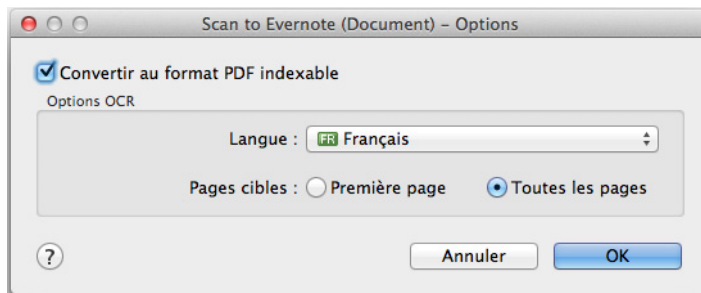 Scan to Evernote (Document) – Options
Convertir au format PDF indexable
Options OCR
Langue : FR Français
Pages cibles : Première page Toutes les pages
? Annuler OK